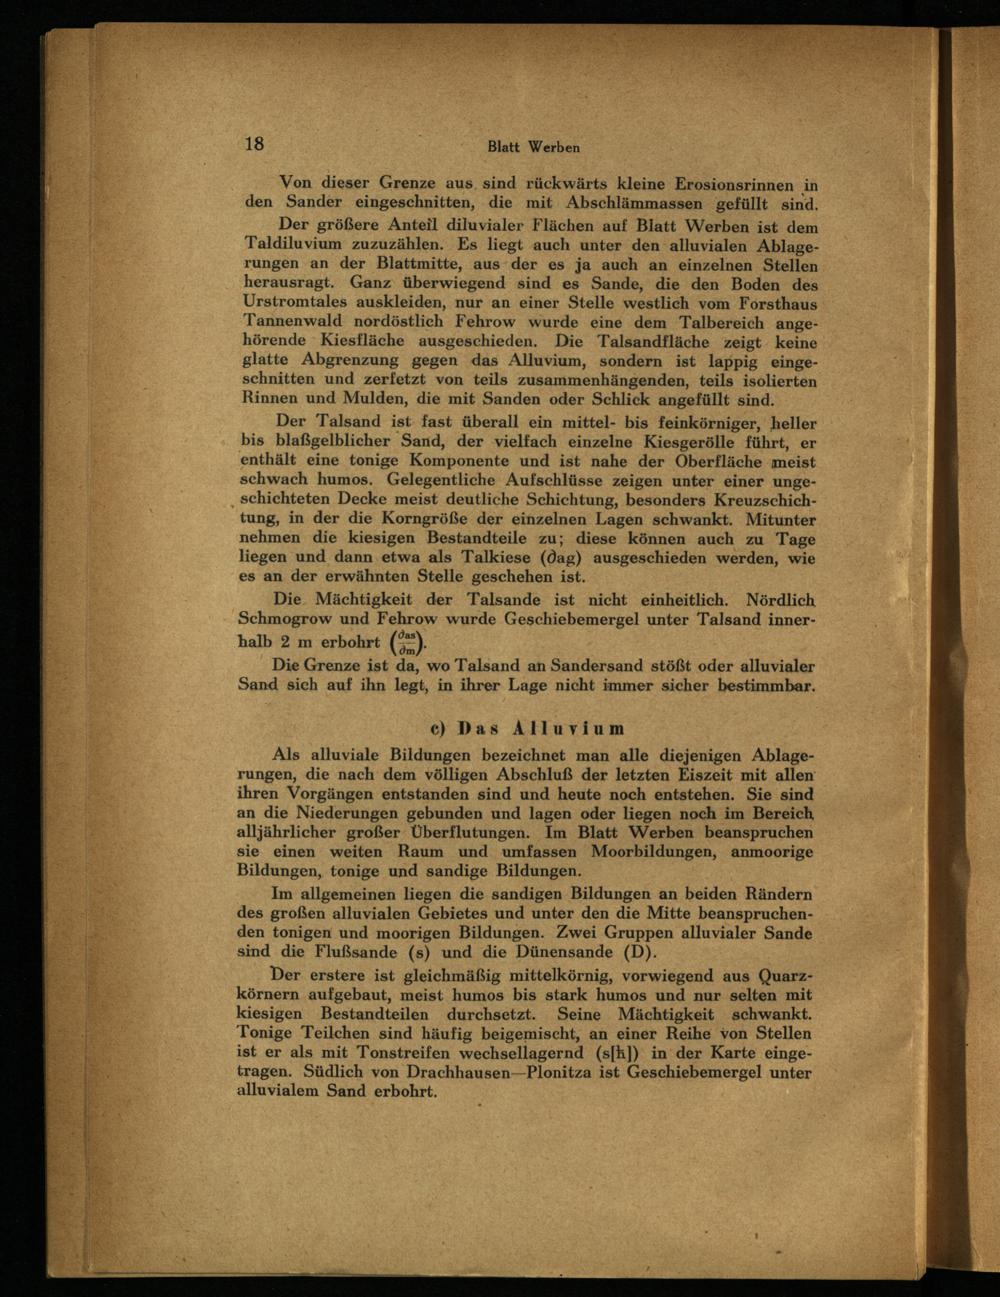 18
Blatt Werben
Von dieser Grenze aus sind rückwärts kleine Erosionsrinnen in
den Sander eingeschnitten, die mit Abschlämmassen gefüllt sind.
Der größere Anteil diluvialer Flächen auf Blatt Werben ist dem
Taldiluvium zuzuzählen. Es liegt auch unter den alluvialen Ablage-
rungen an der Blattmitte, aus der es ja auch an einzelnen Stellen
herausragt. Ganz überwiegend sind es Sande, die den Boden des
Urstromtales auskleiden, nur an einer Stelle westlich vom Forsthaus
Tannenwald nordöstlich Fehrow wurde eine dem Talbereich ange-
hörende Kiesfläche ausgeschieden. Die Talsandfläche zeigt keine
glatte Abgrenzung gegen das Alluvium, sondern ist lappig einge-
schnitten und zerfetzt von teils zusammenhängenden, teils isolierten
Rinnen und Mulden, die mit Sanden oder Schlick angefüllt sind.
Der Talsand ist fast überall ein mittel- bis feinkörniger, heller
bis blaßgelblicher Sand, der vielfach einzelne Kiesgerölle führt, er
enthält eine tonige Komponente und ist nahe der Oberfläche meist
schwach humos. Gelegentliche Aufschlüsse zeigen unter einer unge-
schichteten Decke meist deutliche Schichtung, besonders Kreuzschich-
tung, in der die Korngröße der einzelnen Lagen schwankt. Mitunter
nehmen die kiesigen Bestandteile zu; diese können auch zu Tage
liegen und dann etwa als Talkiese (∂ag) ausgeschieden werden, wie
es an der erwähnten Stelle geschehen ist.
Die Mächtigkeit der Talsande ist nicht einheitlich. Nördlich
Schmogrow und Fehrow wurde Geschiebemergel unter Talsand inner-
halb 2 m erbohrt (∂as/∂m).
Die Grenze ist da, wo Talsand an Sandersand stößt oder alluvialer
Sand sich auf ihn legt, in ihrer Lage nicht immer sicher bestimmbar.
c) Das Alluvium
Als alluviale Bildungen bezeichnet man alle diejenigen Ablage-
rungen, die nach dem völligen Abschluß der letzten Eiszeit mit allen
ihren Vorgängen entstanden sind und heute noch entstehen. Sie sind
an die Niederungen gebunden und lagen oder liegen noch im Bereich
alljährlicher großer Überflutungen. Im Blatt Werben beanspruchen
sie einen weiten Raum und umfassen Moorbildungen, anmoorige
Bildungen, tonige und sandige Bildungen.
Im allgemeinen liegen die sandigen Bildungen an beiden Rändern
des großen alluvialen Gebietes und unter den die Mitte beanspruchen-
den tonigen und moorigen Bildungen. Zwei Gruppen alluvialer Sande
sind die Flußsande (s) und die Dünensande (D).
Der erstere ist gleichmäßig mittelkörnig, vorwiegend aus Quarz-
körnern aufgebaut, meist humos bis stark humos und nur selten mit
kiesigen Bestandteilen durchsetzt. Seine Mächtigkeit schwankt.
Tonige Teilchen sind häufig beigemischt, an einer Reihe von Stellen
ist er als mit Tonstreifen wechsellagernd (s[ħ]) in der Karte einge-
tragen. Südlich von Drachhausen—Plonitza ist Geschiebemergel unter
alluvialem Sand erbohrt.